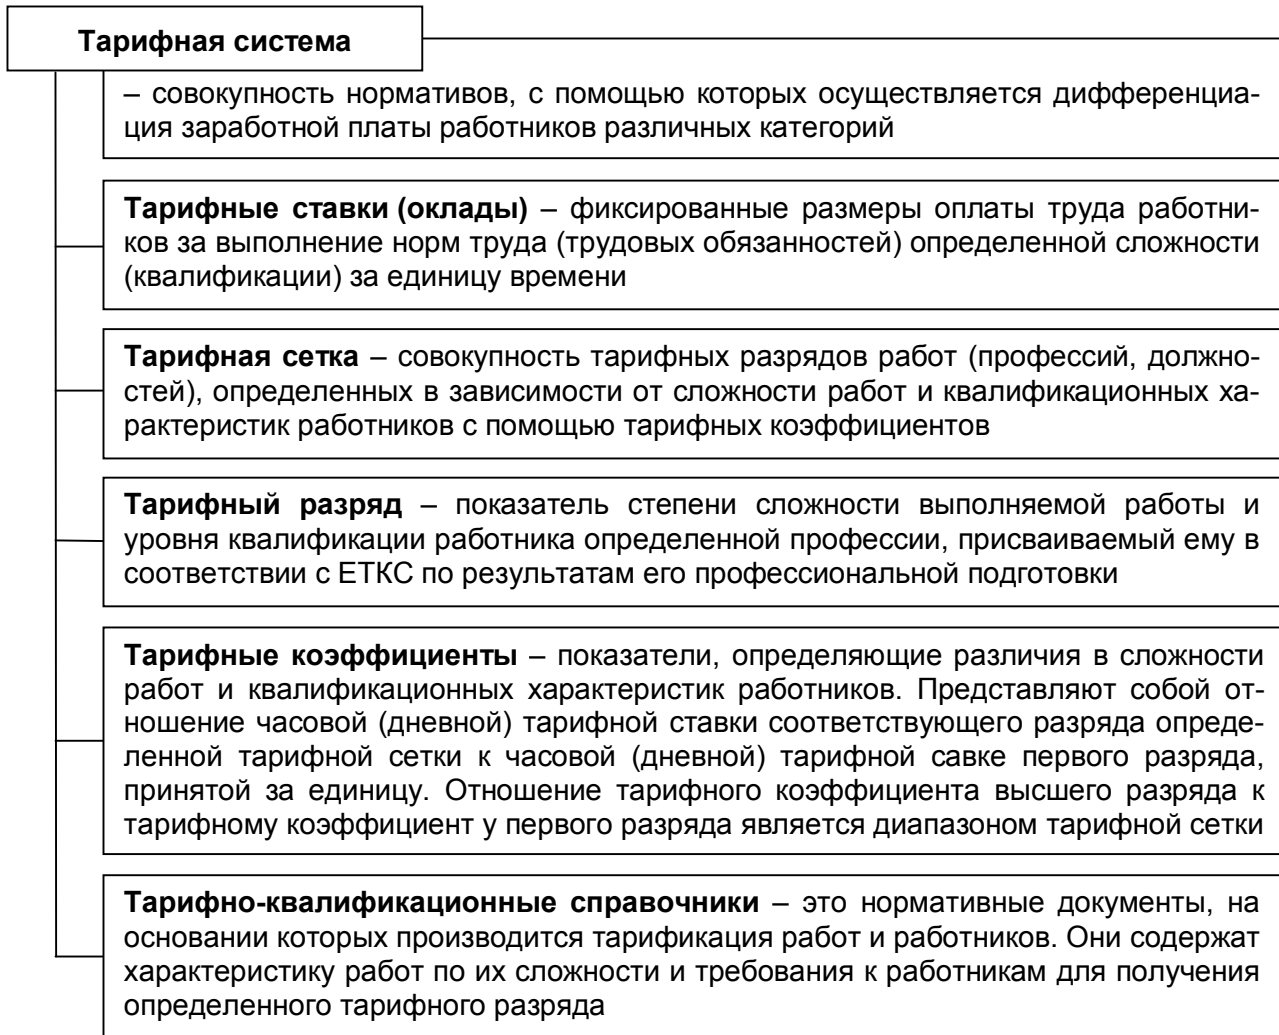 Тарифная система
– совокупность нормативов, с помощью которых осуществляется дифференциа-
ция заработной платы работников различных категорий
Тарифные ставки (оклады) – фиксированные размеры оплаты труда работни-
ков за выполнение норм труда (трудовых обязанностей) определенной сложности
(квалификации) за единицу времени
Тарифная сетка – совокупность тарифных разрядов работ (профессий, должно-
стей), определенных в зависимости от сложности работ и квалификационных ха-
рактеристик работников с помощью тарифных коэффициентов
Тарифный разряд – показатель степени сложности выполняемой работы и
уровня квалификации работника определенной профессии, присваиваемый ему в
соответствии с ЕТКС по результатам его профессиональной подготовки
Тарифные коэффициенты – показатели, определяющие различия в сложности
работ и квалификационных характеристик работников. Представляют собой от-
ношение часовой (дневной) тарифной ставки соответствующего разряда опреде-
ленной тарифной сетки к часовой (дневной) тарифной савке первого разряда,
принятой за единицу. Отношение тарифного коэффициента высшего разряда к
тарифному коэффициент у первого разряда является диапазоном тарифной сетки
Тарифно-квалификационные справочники – это нормативные документы, на
основании которых производится тарификация работ и работников. Они содержат
характеристику работ по их сложности и требования к работникам для получения
определенного тарифного разряда